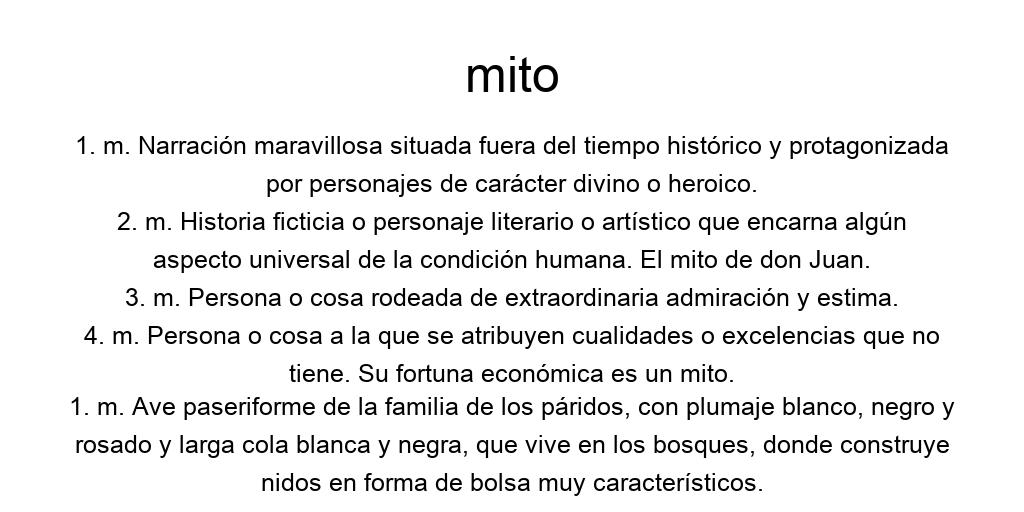 mito
1. m. Narración maravillosa situada fuera del tiempo histórico y protagonizada
por personajes de carácter divino o heroico.
2. m. Historia ficticia o personaje literario o artístico que encarna algún
aspecto universal de la condición humana. El mito de don Juan.
3. m. Persona o cosa rodeada de extraordinaria admiración y estima.
4. m. Persona o cosa a la que se atribuyen cualidades o excelencias que no
tiene. Su fortuna económica es un mito.
1. m. Ave paseriforme de la familia de los páridos, con plumaje blanco, negro y
rosado y larga cola blanca y negra, que vive en los bosques, donde construye
nidos en forma de bolsa muy característicos.